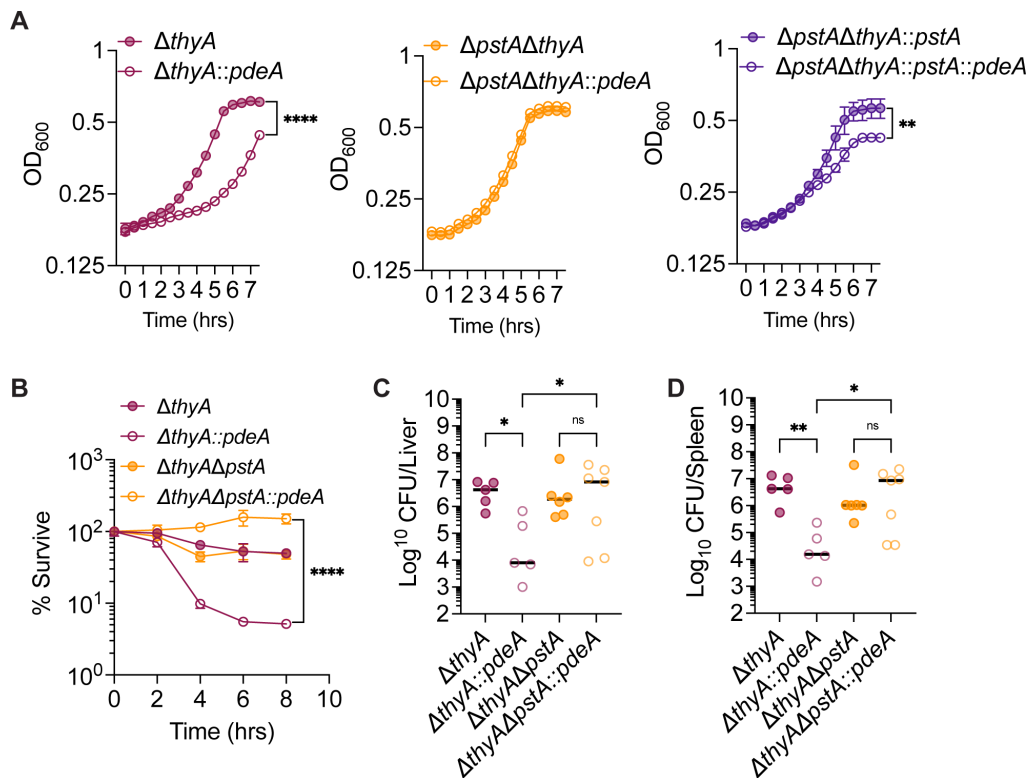 A
ΔthyA
ΔthyA::pdeA
1
0.5
0.25
0.125
OD600
****
0 1 2 3 4 5 6 7
Time (hrs)
ΔpstAΔthyA
ΔpstAΔthyA::pdeA
1
0.5
0.25
0.125
OD600
0 1 2 3 4 5 6 7
Time (hrs)
ΔpstAΔthyA::pstA
ΔpstAΔthyA::pstA::pdeA
1
0.5
0.25
0.125
OD600
**
0 1 2 3 4 5 6 7
Time (hrs)
B
ΔthyA
ΔthyA::pdeA
ΔthyAΔpstA
ΔthyAΔpstA::pdeA
10³
10²
10¹
10⁰
% Survive
****
0 2 4 6 8 10
Time (hrs)
C
*
*
ns
10
9
8
7
6
5
4
3
2
Log¹⁰ CFU/Liver
ΔthyA
ΔthyA::pdeA
ΔthyAΔpstA
ΔthyAΔpstA::pdeA
D
*
**
ns
10
9
8
7
6
5
4
3
2
Log₁₀ CFU/Spleen
ΔthyA
ΔthyA::pdeA
ΔthyAΔpstA
ΔthyAΔpstA::pdeA